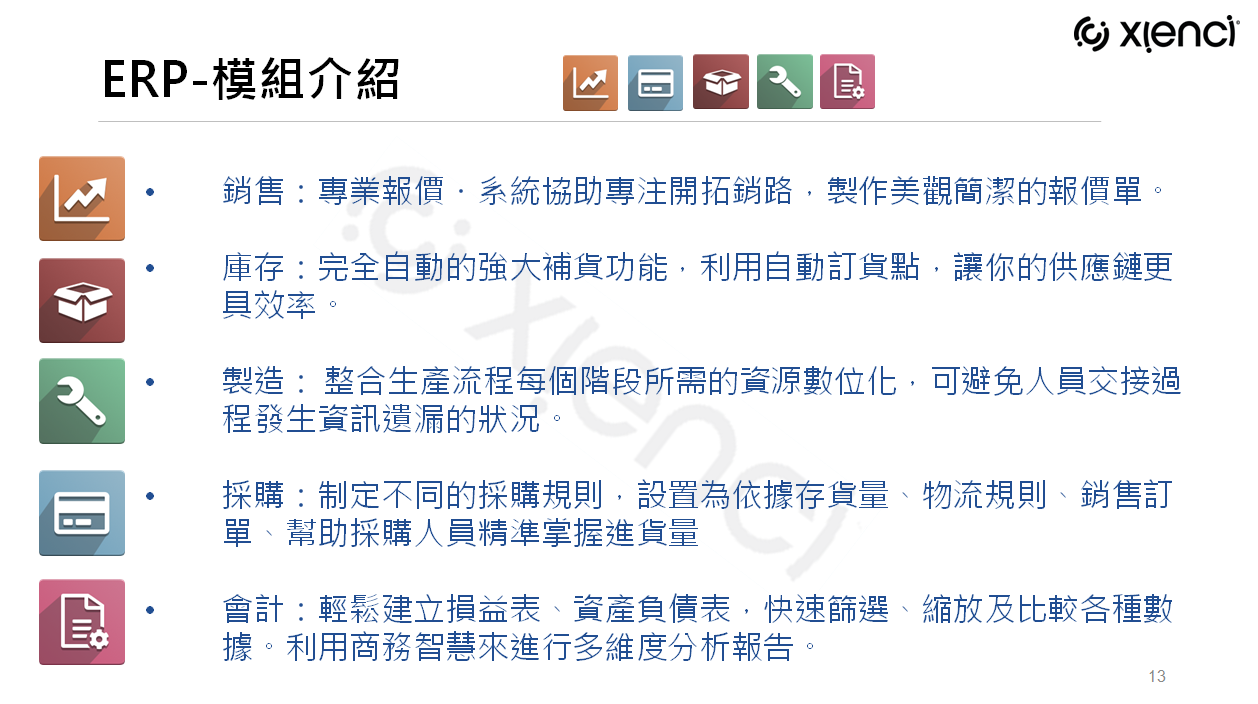 xienci
ERP-模組介紹
• 銷售：專業報價．系統協助專注開拓銷路，製作美觀簡潔的報價單。
• 庫存：完全自動的強大補貨功能，利用自動訂貨點，讓你的供應鏈更
具效率。
• 製造： 整合生產流程每個階段所需的資源數位化，可避免人員交接過
程發生資訊遺漏的狀況。
• 採購：制定不同的採購規則，設置為依據存貨量、物流規則、銷售訂
單、幫助採購人員精準掌握進貨量
• 會計：輕鬆建立損益表、資產負債表，快速篩選、縮放及比較各種數
據。利用商務智慧來進行多維度分析報告。
xienci
13